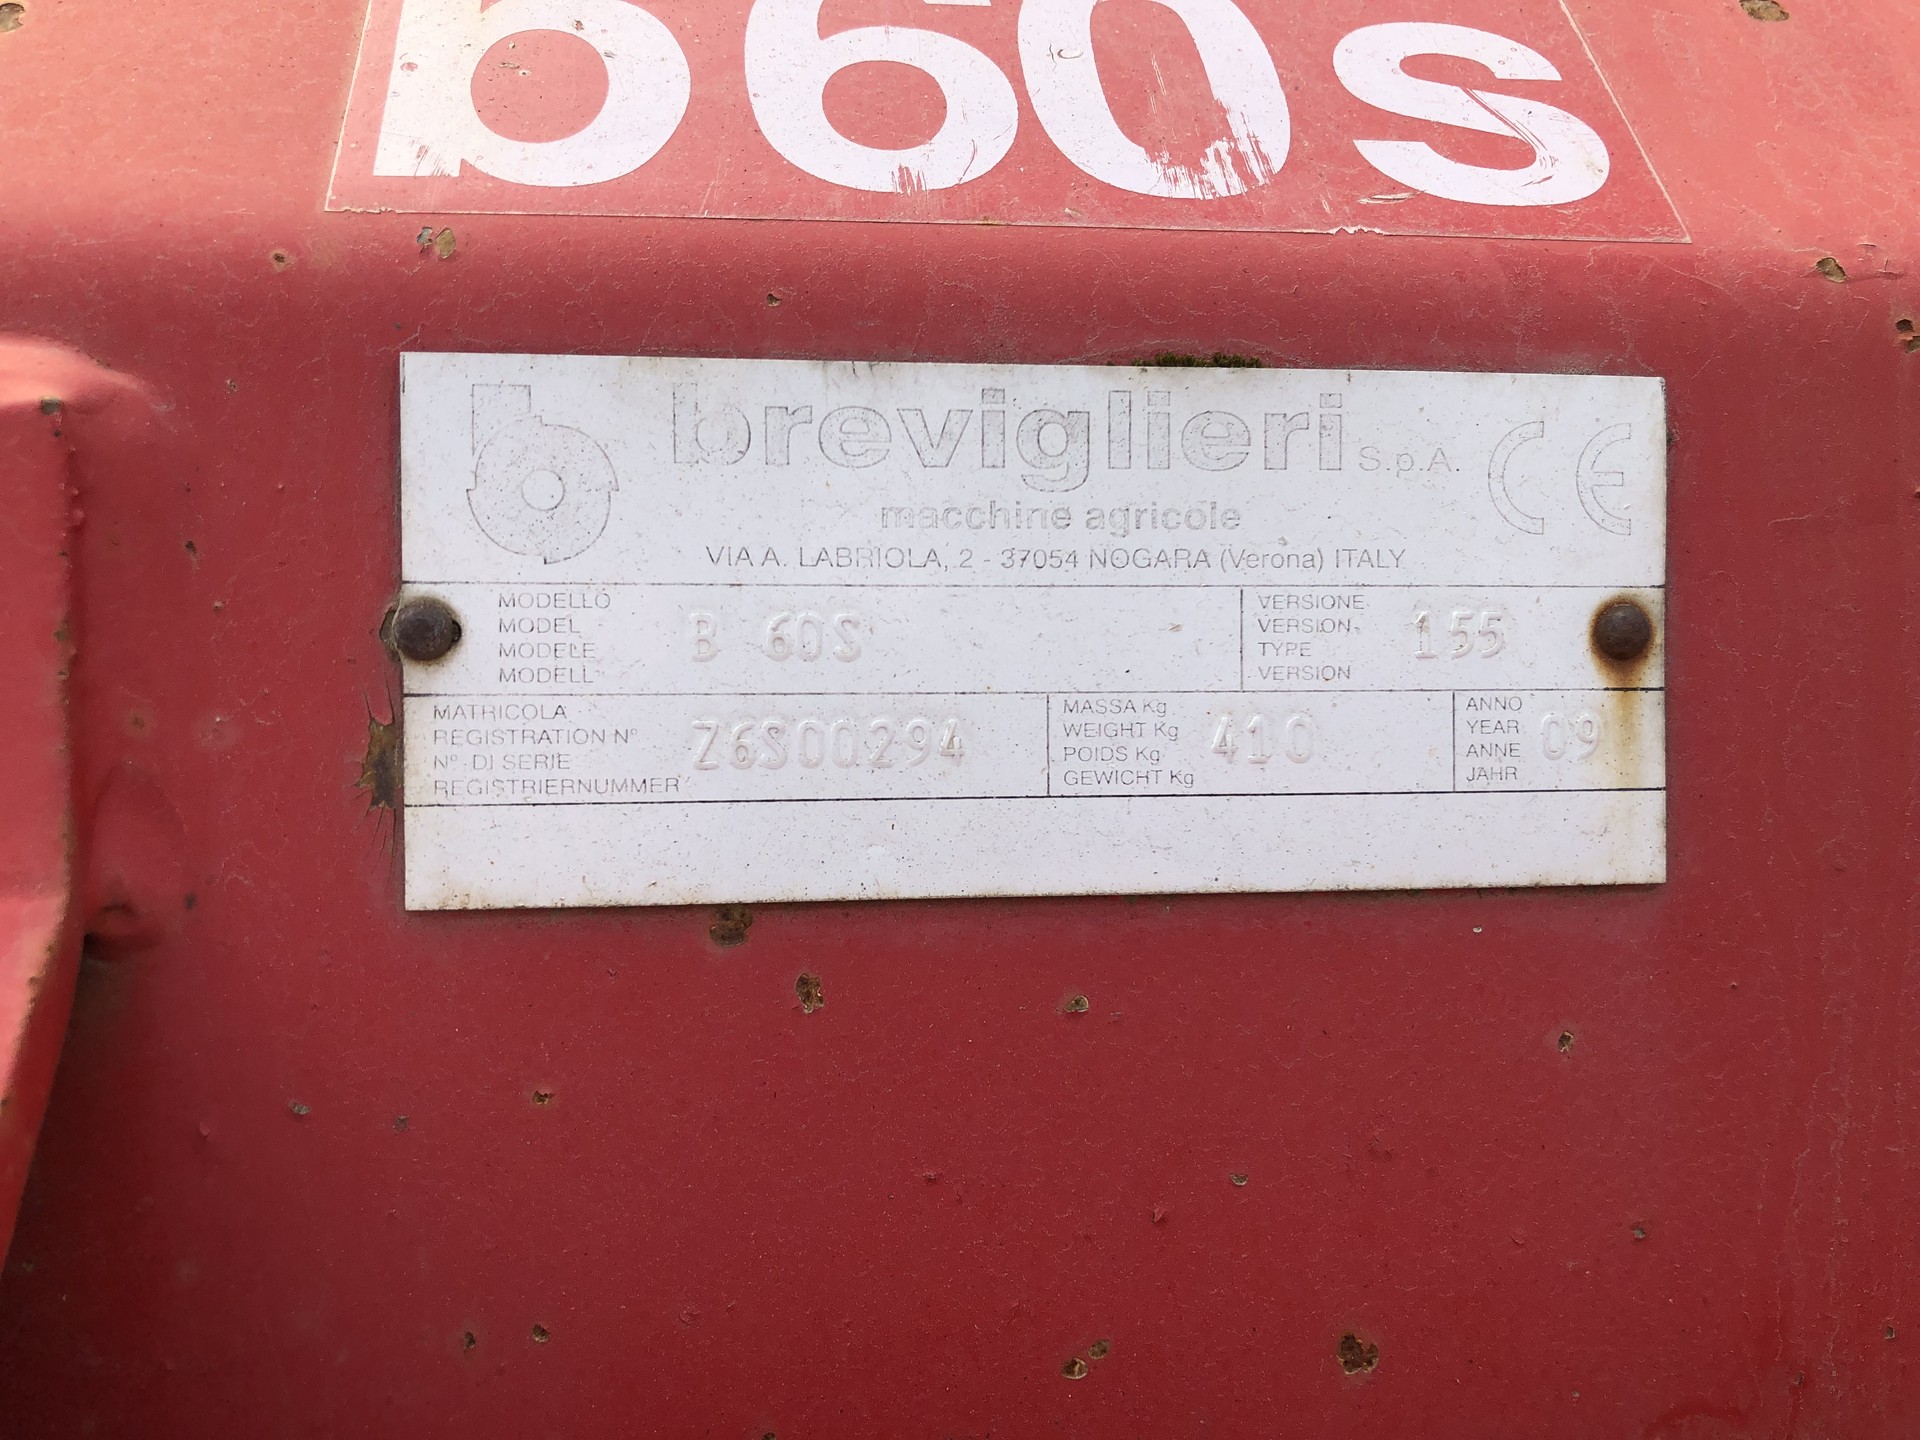 b60s
breviglieri S.p.A. CE
macchine agricole
VIA A. LABRIOLA, 2 - 37054 NOGARA (Verona) ITALY
MODELLO
MODEL
MODELE
MODELL
B 60S
VERSIONE
VERSION
TYPE
VERSION
155
MATRICOLA
REGISTRATION N°
N° DI SERIE
REGISTRIERNUMMER
Z6S00294
MASSA Kg
WEIGHT Kg
POIDS Kg
GEWICHT Kg
410
ANNO
YEAR
ANNE
JAHR
09